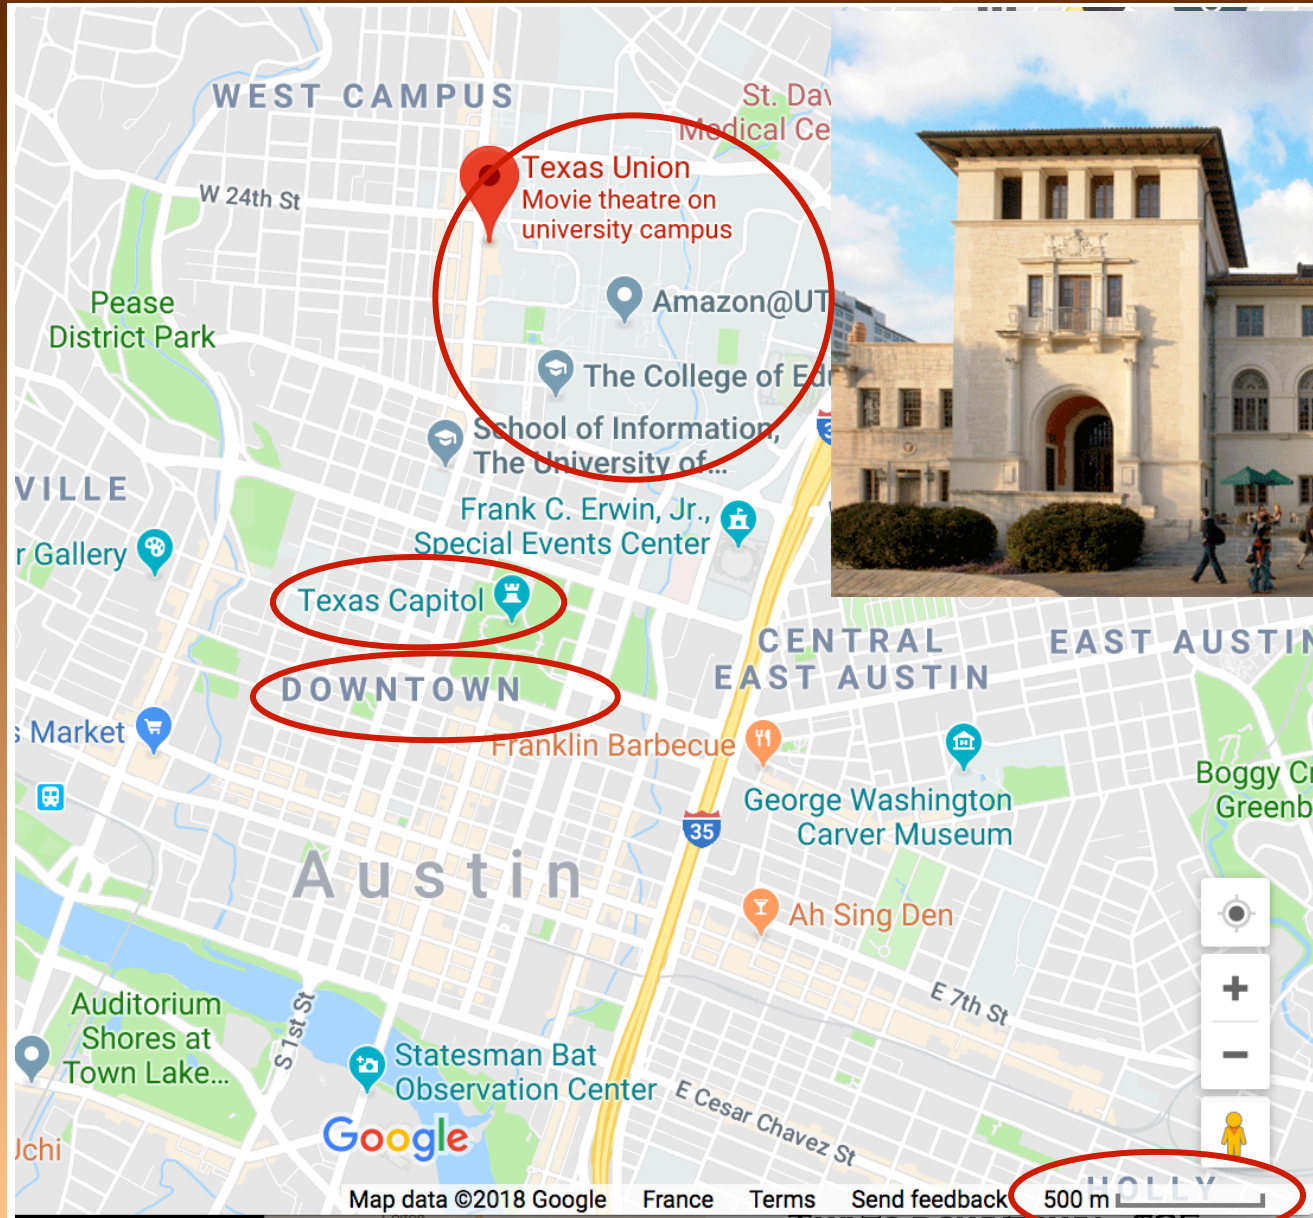 WEST CAMPUS
St. Dav
Medical Ce
Texas Union
Movie theatre on
university campus
W 24th St
Pease
District Park
Amazon@UT
The College of Edu
School of Information,
The University of...
VILLE
Frank C. Erwin, Jr.,
Special Events Center
r Gallery
Texas Capitol
CENTRAL
EAST AUSTIN
EAST AUSTIN
DOWNTOWN
s Market
Franklin Barbecue
Boggy Cr
Greenb
George Washington
Carver Museum
35
Austin
Ah Sing Den
E 7th St
Auditorium
Shores at
Town Lake...
S 1st St
Statesman Bat
Observation Center
E Cesar Chavez St
Google
Uchi
HOLLY
Map data ©2018 Google France Terms Send feedback 500 m